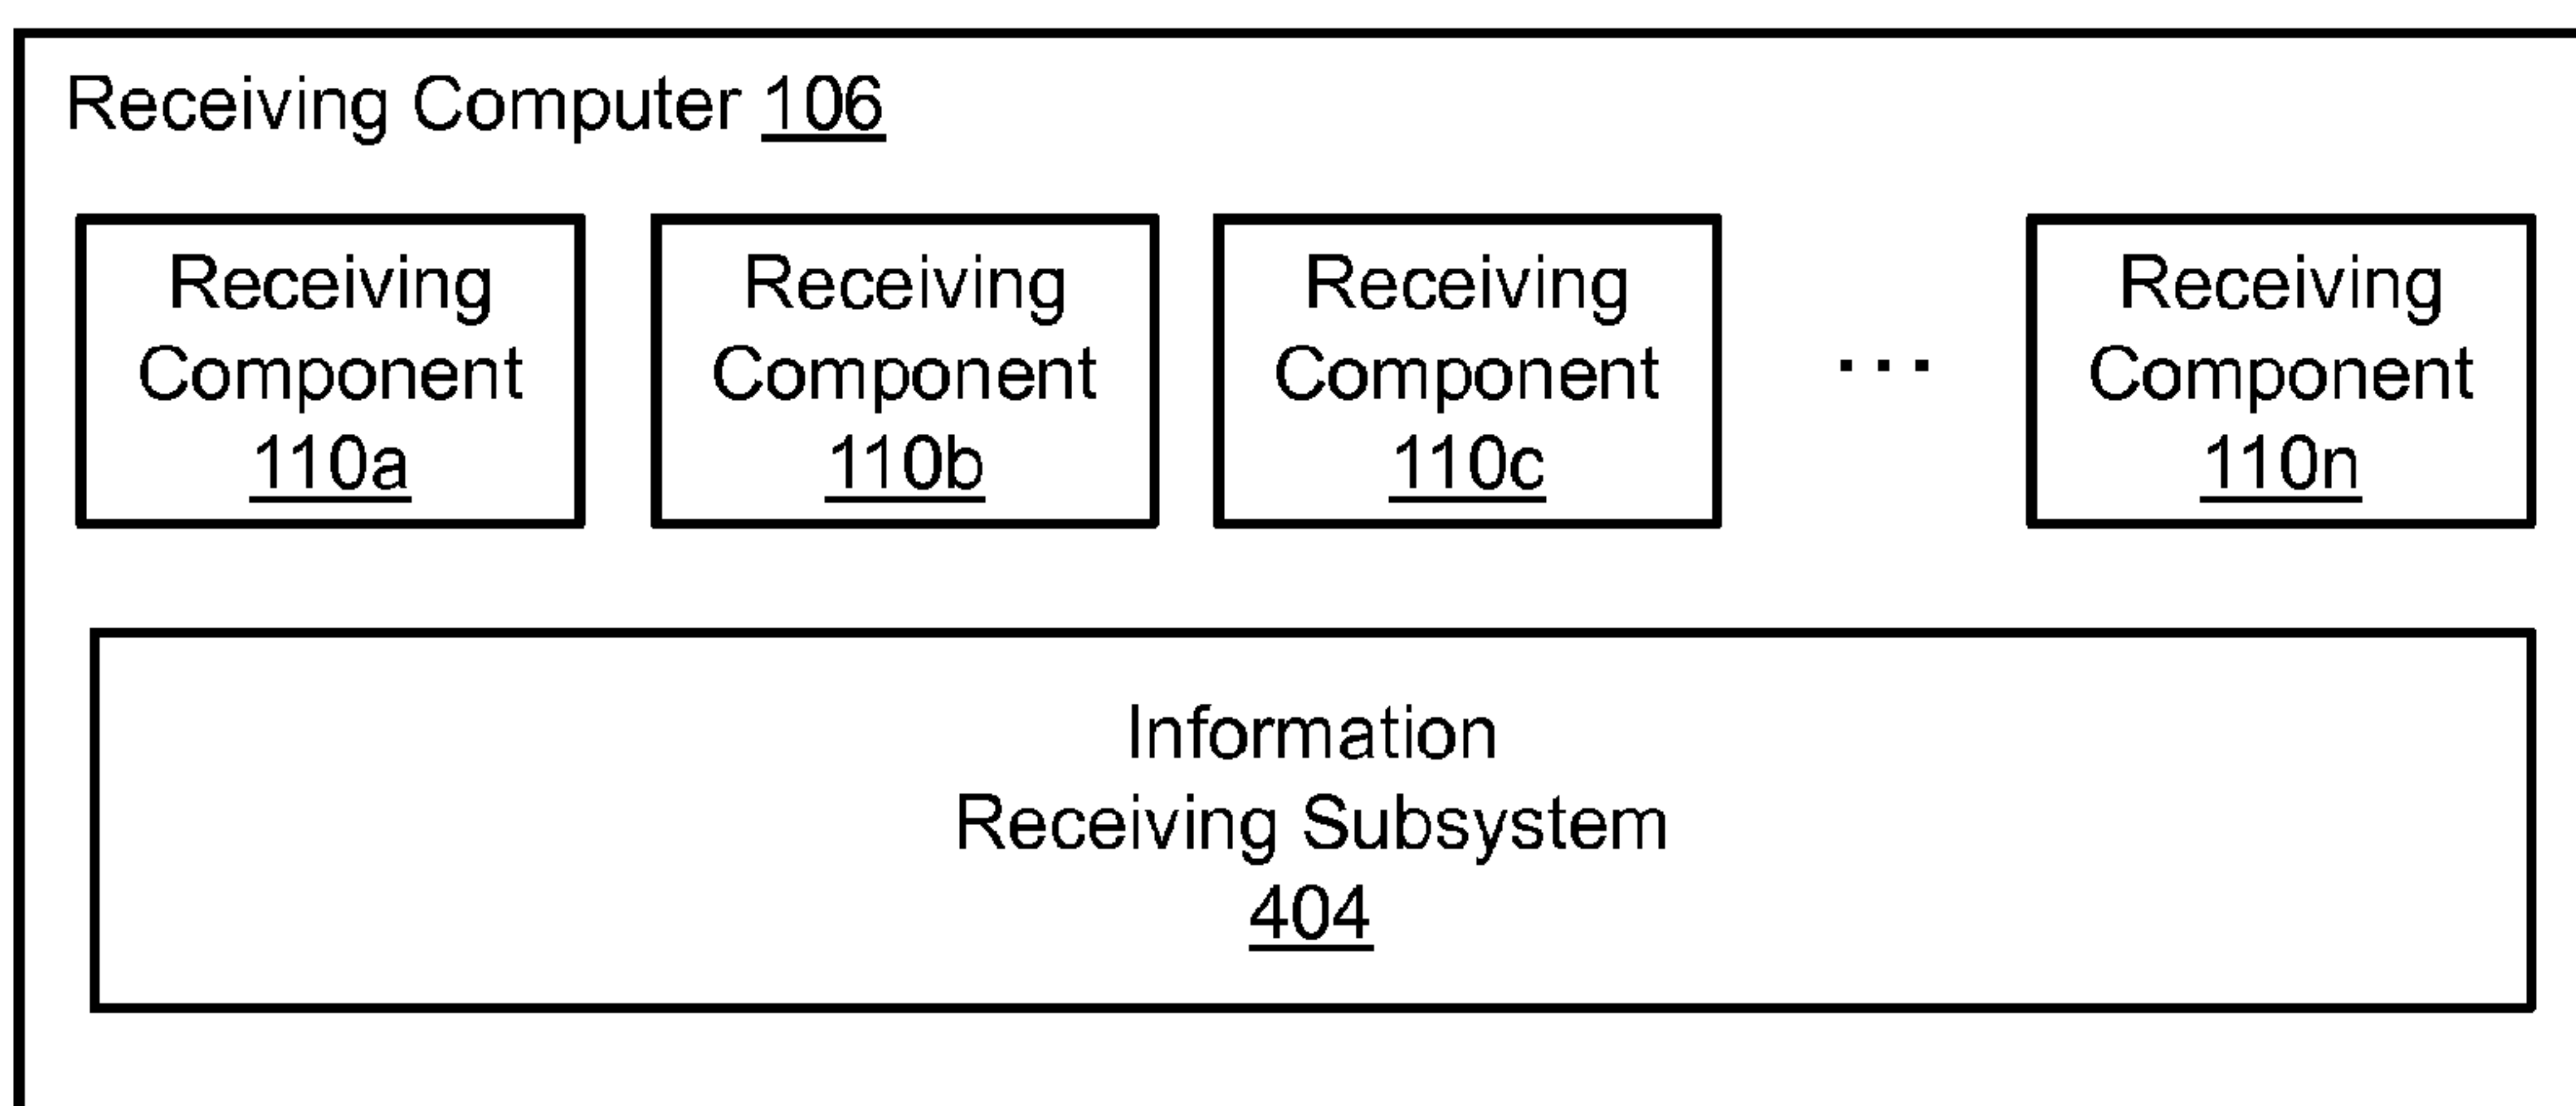 Receiving Computer 106
Receiving
Component
110a
Receiving
Component
110b
Receiving
Component
110c
...
Receiving
Component
110n
Information
Receiving Subsystem
404